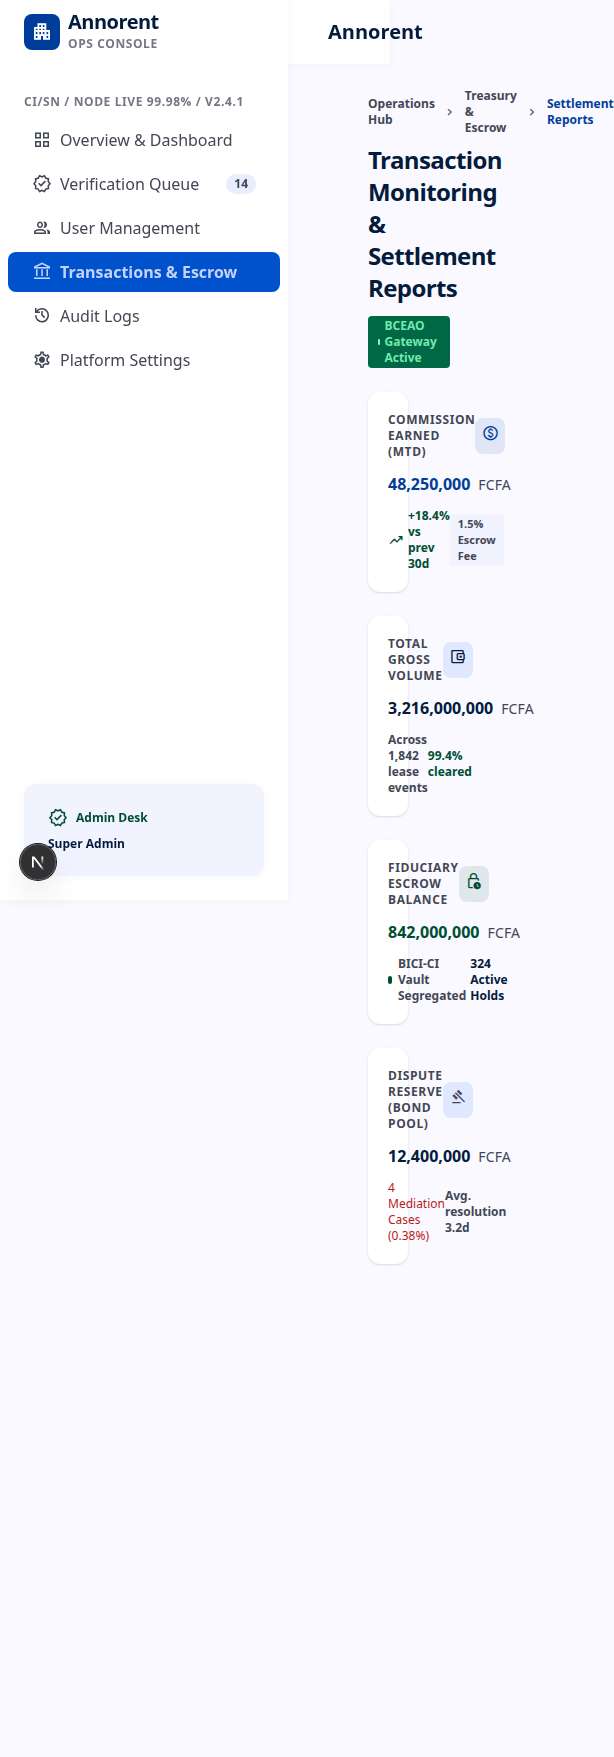 Annorent
OPS CONSOLE
CI/SN / NODE LIVE 99.98% / V2.4.1
Overview & Dashboard
Verification Queue 14
User Management
Transactions & Escrow
Audit Logs
Platform Settings
Admin Desk
Super Admin
N
Annorent
Operations
Hub
Treasury
&
Escrow
Settlement
Reports
Transaction
Monitoring
&
Settlement
Reports
BCEAO
Gateway
Active
COMMISSION
EARNED
(MTD)
48,250,000 FCFA
+18.4%
vs
prev
30d
1.5%
Escrow
Fee
TOTAL
GROSS
VOLUME
3,216,000,000 FCFA
Across
1,842
lease
events
99.4%
cleared
FIDUCIARY
ESCROW
BALANCE
842,000,000 FCFA
BICI-CI
Vault
Segregated
324
Active
Holds
DISPUTE
RESERVE
(BOND
POOL)
12,400,000 FCFA
4
Mediation
Cases
(0.38%)
Avg.
resolution
3.2d